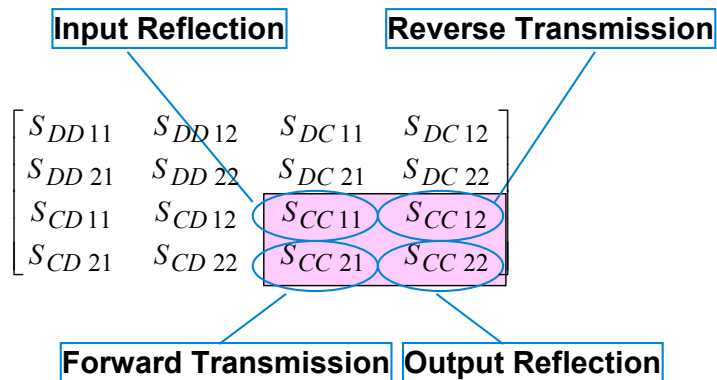 Input Reflection Reverse Transmission
S DD 11 S DD 12 S DC 11 S DC 12
S DD 21 S DD 22 S DC 21 S DC 22
S CD 11 S CD 12 S CC 11 S CC 12
S CD 21 S CD 22 S CC 21 S CC 22
Forward Transmission Output Reflection